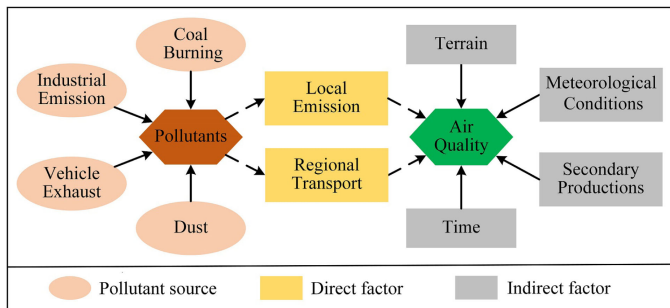 Coal
Burning
Terrain
Industrial
Emission
Local
Emission
Meteorological
Conditions
Pollutants
Air
Quality
Vehicle
Exhaust
Regional
Transport
Secondary
Productions
Dust
Time
Pollutant source
Direct factor
Indirect factor